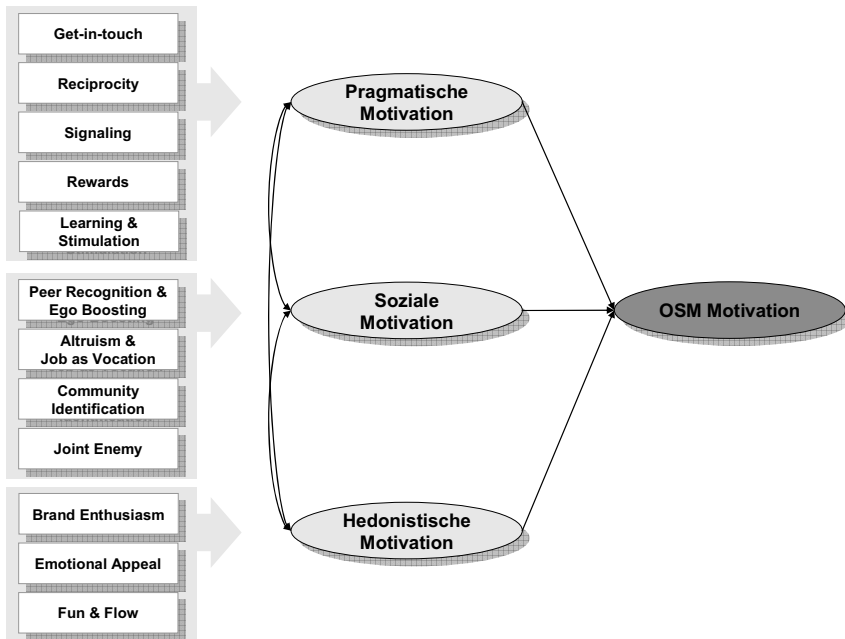 Get-in-touch
Reciprocity
Signaling
Rewards
Learning &
Stimulation
Peer Recognition &
Ego Boosting
Altruism &
Job as Vocation
Community
Identification
Joint Enemy
Brand Enthusiasm
Emotional Appeal
Fun & Flow
Pragmatische
Motivation
Soziale
Motivation
Hedonistische
Motivation
OSM Motivation